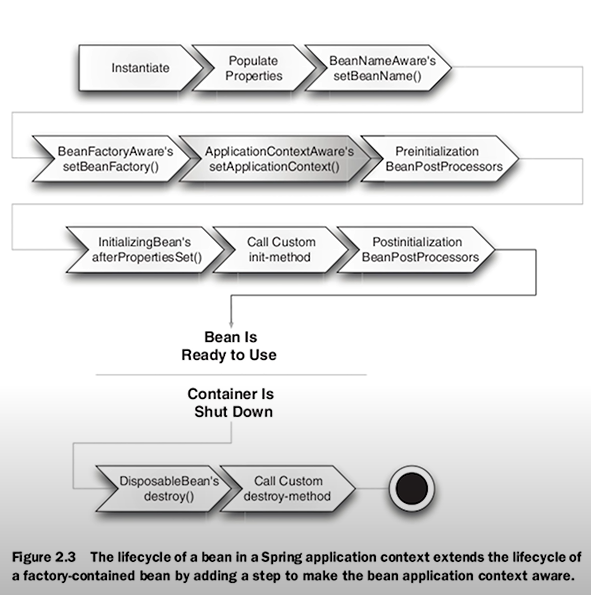 Instantiate
Populate
Properties
BeanNameAware's
setBeanName()
BeanFactoryAware's
setBeanFactory()
ApplicationContextAware's
setApplicationContext()
Preinitialization
BeanPostProcessors
InitializingBean's
afterPropertiesSet()
Call Custom
init-method
Postinitialization
BeanPostProcessors
Bean Is
Ready to Use
Container Is
Shut Down
DisposableBean's
destroy()
Call Custom
destroy-method
Figure 2.3 The lifecycle of a bean in a Spring application context extends the lifecycle of
a factory-contained bean by adding a step to make the bean application context aware.